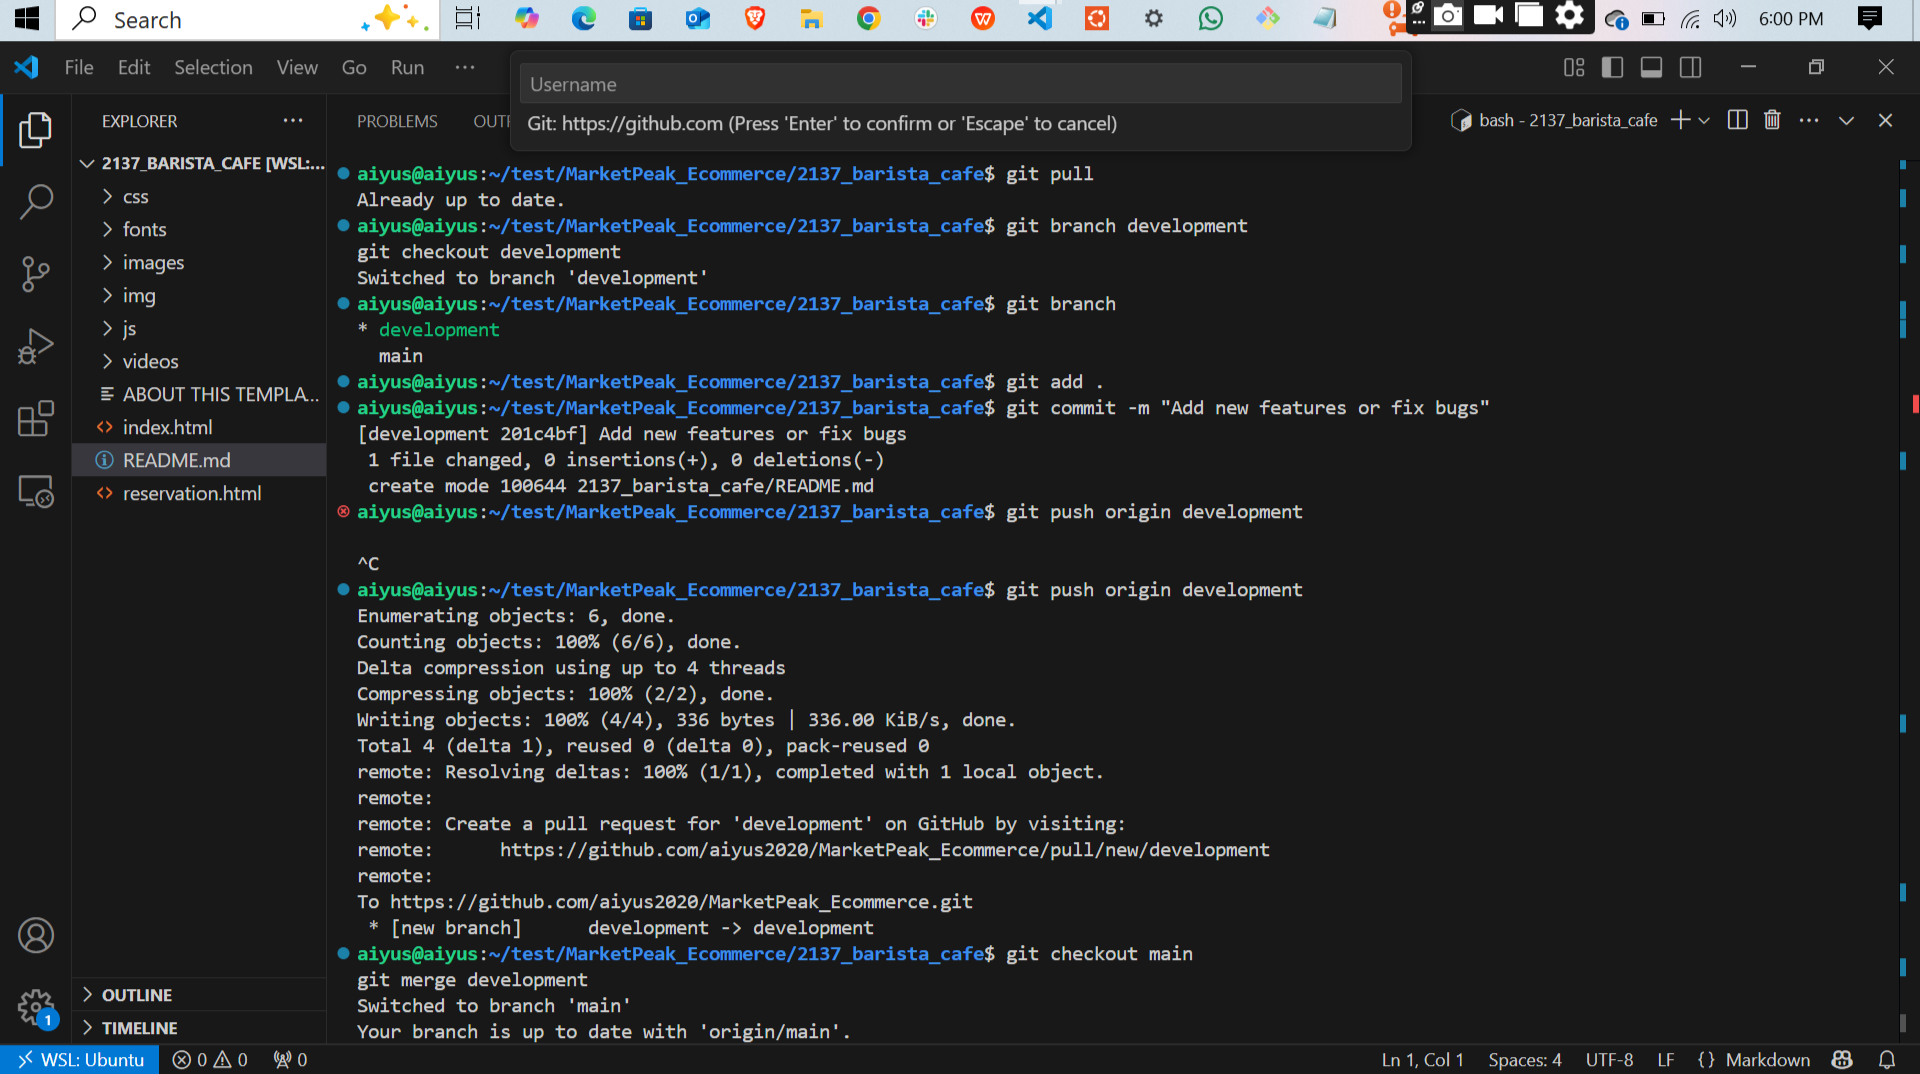 Search
6:00 PM
File Edit Selection View Go Run ···
Username
Git: https://github.com (Press 'Enter' to confirm or 'Escape' to cancel)
EXPLORER ···
PROBLEMS OUT
bash - 2137_barista_cafe
2137_BARISTA_CAFE [WSL:...
css
fonts
images
img
js
videos
ABOUT THIS TEMPLA...
index.html
README.md
reservation.html
OUTLINE
TIMELINE
aiyus@aiyus:~/test/MarketPeak_Ecommerce/2137_barista_cafe$ git pull
Already up to date.
aiyus@aiyus:~/test/MarketPeak_Ecommerce/2137_barista_cafe$ git branch development
git checkout development
Switched to branch 'development'
aiyus@aiyus:~/test/MarketPeak_Ecommerce/2137_barista_cafe$ git branch
* development
main
aiyus@aiyus:~/test/MarketPeak_Ecommerce/2137_barista_cafe$ git add .
aiyus@aiyus:~/test/MarketPeak_Ecommerce/2137_barista_cafe$ git commit -m "Add new features or fix bugs"
[development 201c4bf] Add new features or fix bugs
1 file changed, 0 insertions(+), 0 deletions(-)
create mode 100644 2137_barista_cafe/README.md
aiyus@aiyus:~/test/MarketPeak_Ecommerce/2137_barista_cafe$ git push origin development
^C
aiyus@aiyus:~/test/MarketPeak_Ecommerce/2137_barista_cafe$ git push origin development
Enumerating objects: 6, done.
Counting objects: 100% (6/6), done.
Delta compression using up to 4 threads
Compressing objects: 100% (2/2), done.
Writing objects: 100% (4/4), 336 bytes | 336.00 KiB/s, done.
Total 4 (delta 1), reused 0 (delta 0), pack-reused 0
remote: Resolving deltas: 100% (1/1), completed with 1 local object.
remote:
remote: Create a pull request for 'development' on GitHub by visiting:
remote:      https://github.com/aiyus2020/MarketPeak_Ecommerce/pull/new/development
remote:
To https://github.com/aiyus2020/MarketPeak_Ecommerce.git
* [new branch]      development -> development
aiyus@aiyus:~/test/MarketPeak_Ecommerce/2137_barista_cafe$ git checkout main
git merge development
Switched to branch 'main'
Your branch is up to date with 'origin/main'.
1
WSL: Ubuntu 0 0 0
Ln 1, Col 1 Spaces: 4 UTF-8 LF {} Markdown